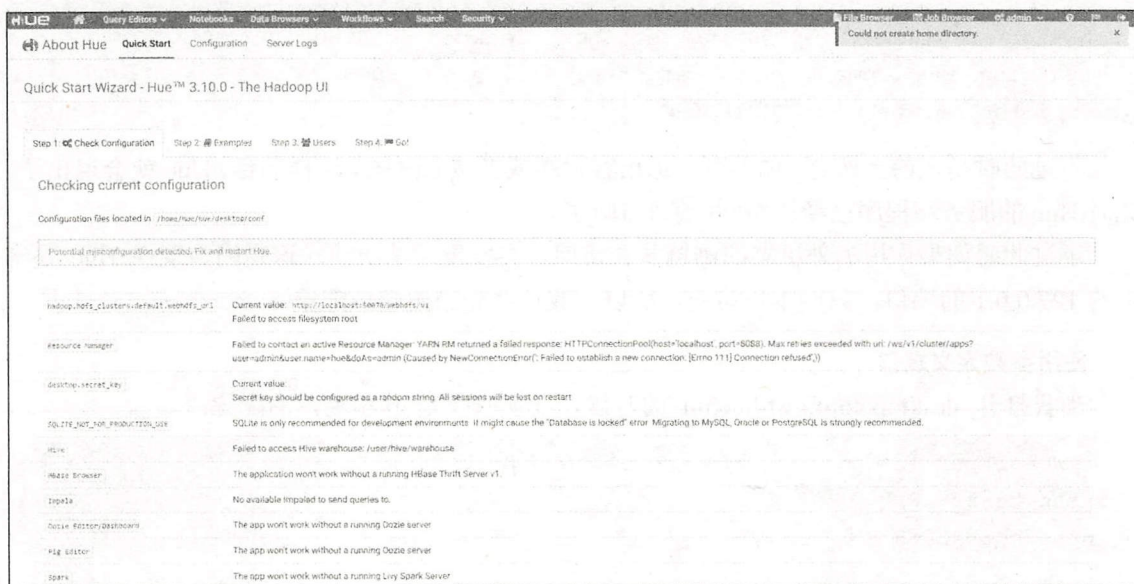 HUE Query Editors Notebooks Data Browsers Workflows Search Security File Browser Job Browser admin
Could not create home directory. ×
About Hue Quick Start Configuration Server Logs
Quick Start Wizard - Hue™ 3.10.0 - The Hadoop UI
Step 1: Check Configuration Step 2: Examples Step 3: Users Step 4: Go!
Checking current configuration
Configuration files located in /home/hue/hue/desktop/conf
Potential misconfiguration detected. Fix and restart Hue.
hadoop.hdfs_clusters.default.webhdfs_url Current value: http://localhost:50070/webhdfs/v1
Failed to access filesystem root
Resource Manager Failed to contact an active Resource Manager: YARN RM returned a failed response: HTTPConnectionPool(host='localhost', port=8088): Max retries exceeded with url: /ws/v1/cluster/apps?
user=admin&user.name=hue&doAs=admin (Caused by NewConnectionError(': Failed to establish a new connection: [Errno 111] Connection refused',))
desktop.secret_key Current value:
Secret key should be configured as a random string. All sessions will be lost on restart
SQLITE_NOT_FOR_PRODUCTION_USE SQLite is only recommended for development environments. It might cause the "Database is locked" error. Migrating to MySQL, Oracle or PostgreSQL is strongly recommended.
Hive Failed to access Hive warehouse: /user/hive/warehouse
HBase Browser The application won't work without a running HBase Thrift Server v1.
Impala No available Impalad to send queries to.
Oozie Editor/Dashboard The app won't work without a running Oozie server
Pig Editor The app won't work without a running Oozie server
Spark The app won't work without a running Livy Spark Server